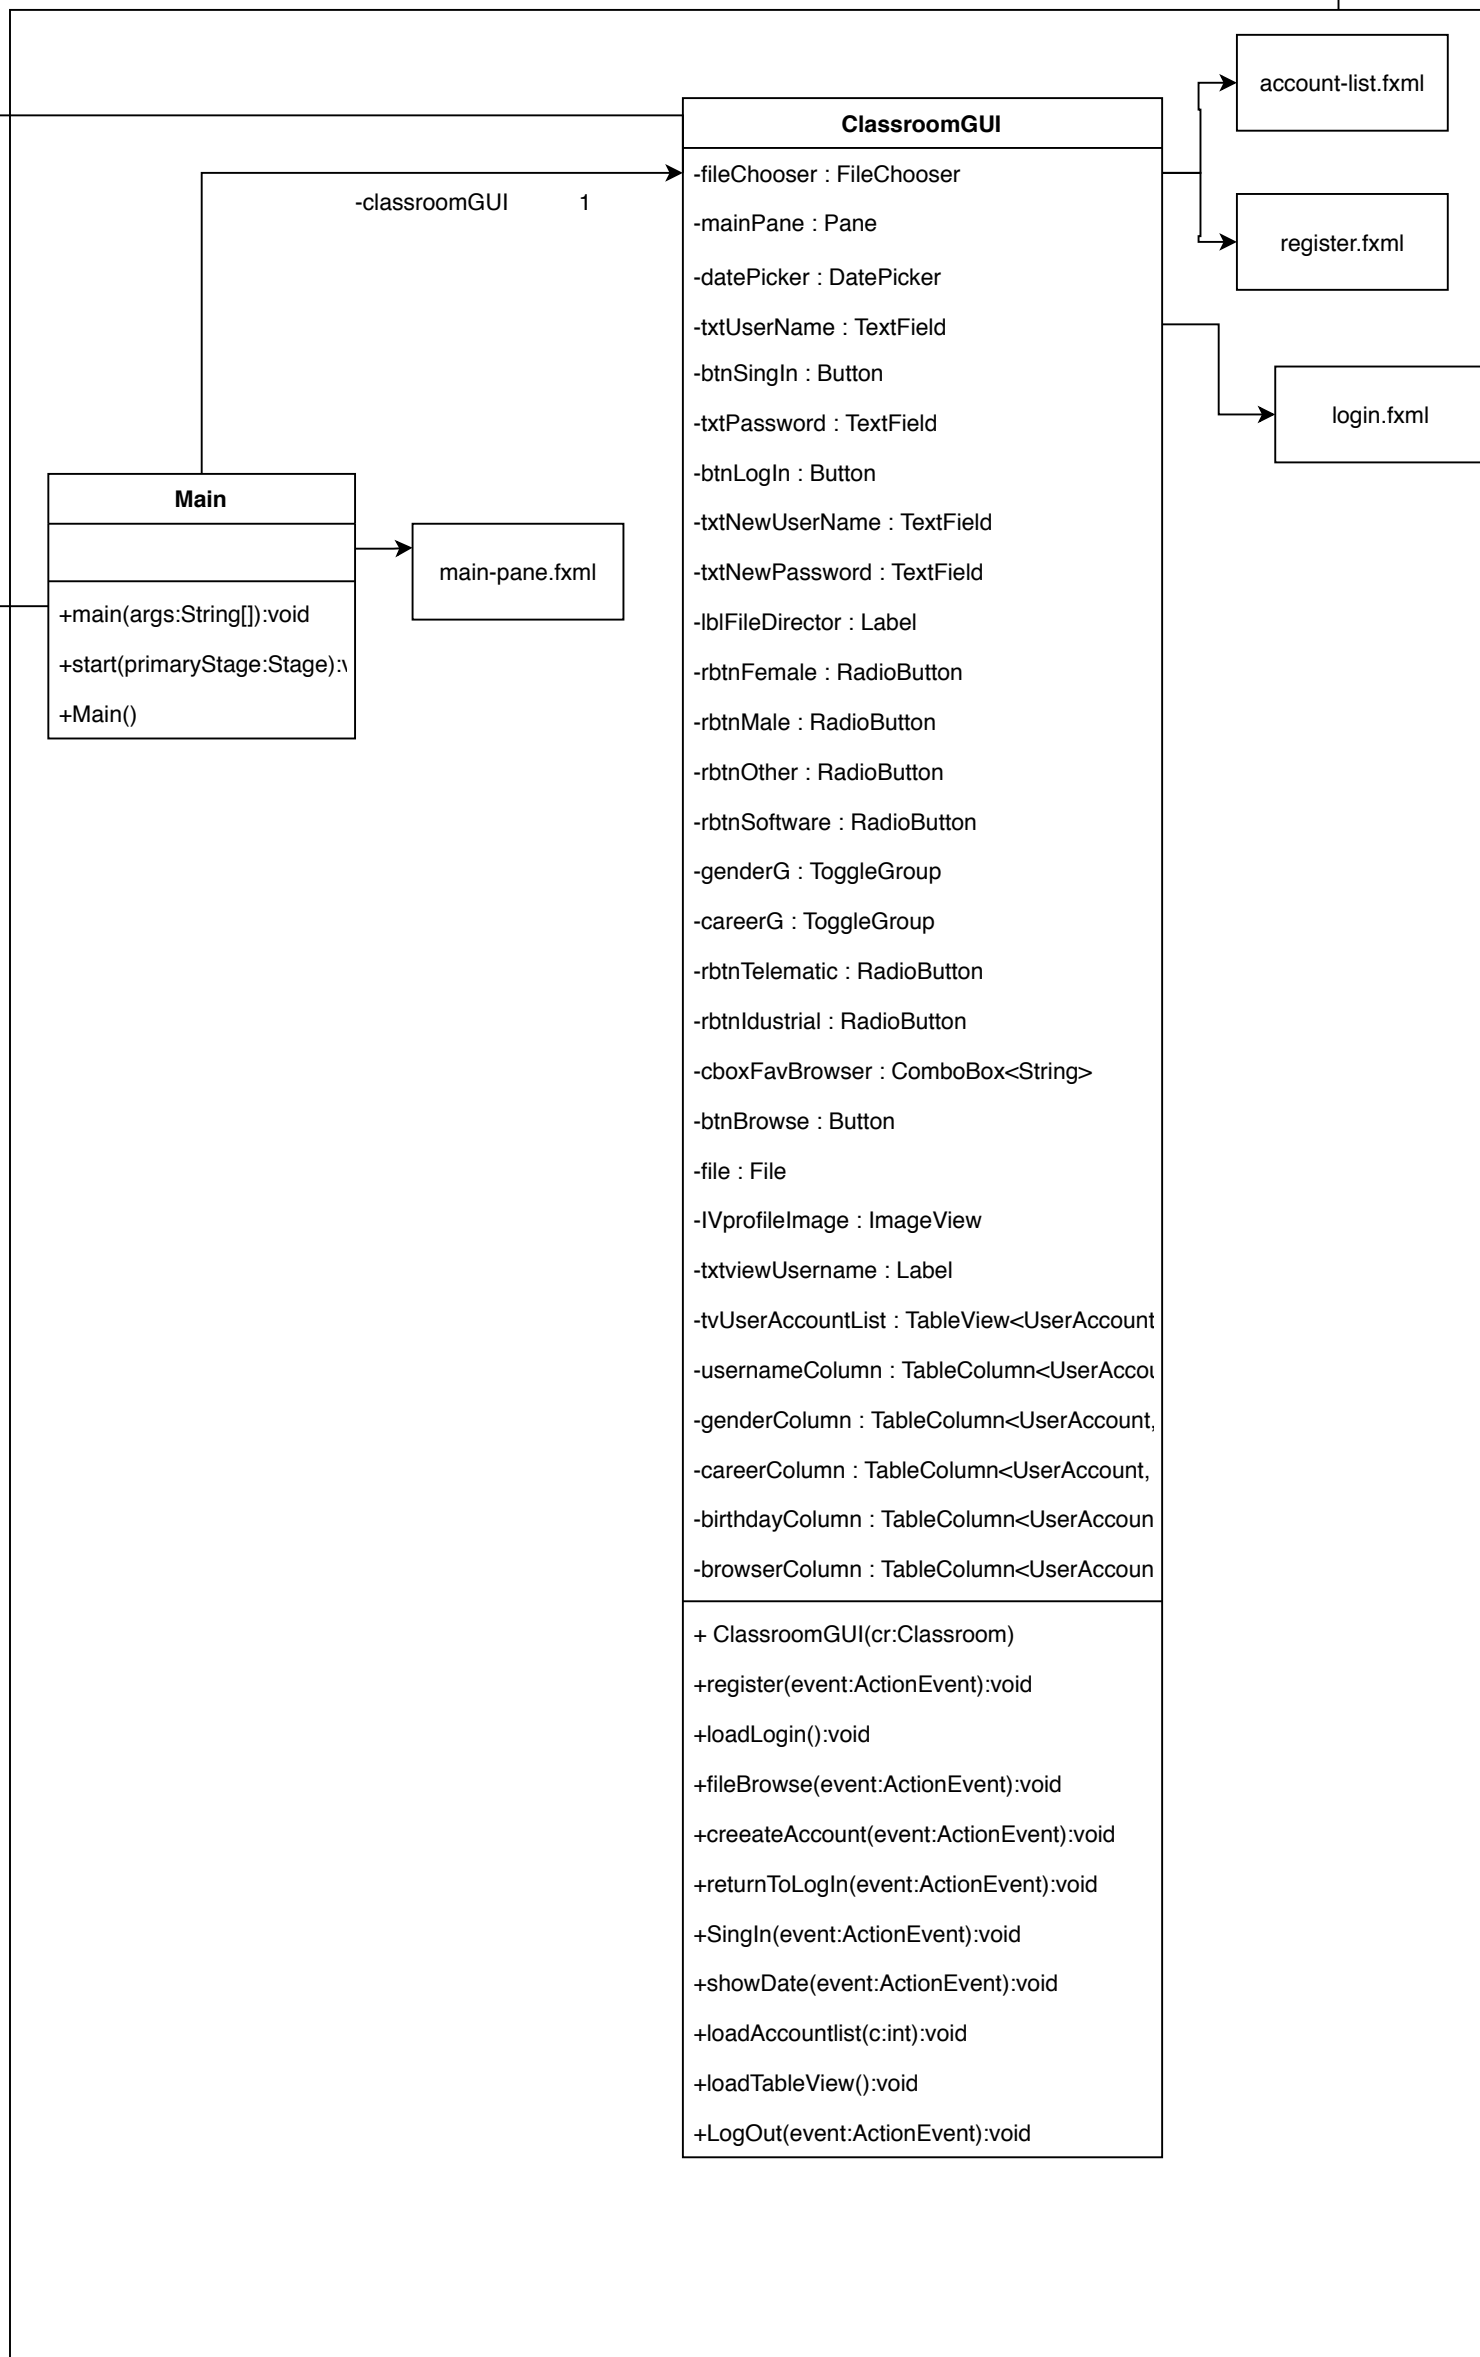 account-list.fxml
ClassroomGUI
-fileChooser : FileChooser
-classroomGUI 1
-mainPane : Pane
register.fxml
-datePicker : DatePicker
-txtUserName : TextField
-btnSingIn : Button
-txtPassword : TextField
login.fxml
-btnLogIn : Button
Main
-txtNewUserName : TextField
main-pane.fxml
-txtNewPassword : TextField
+main(args:String[]):void
-lblFileDirector : Label
+start(primaryStage:Stage):
-rbtnFemale : RadioButton
+Main()
-rbtnMale : RadioButton
-rbtnOther : RadioButton
-rbtnSoftware : RadioButton
-genderG : ToggleGroup
-careerG : ToggleGroup
-rbtnTelematic : RadioButton
-rbtnIdustrial : RadioButton
-cboxFavBrowser : ComboBox<String>
-btnBrowse : Button
-file : File
-IVprofileImage : ImageView
-txtviewUsername : Label
-tvUserAccountList : TableView<UserAccount
-usernameColumn : TableColumn<UserAccou
-genderColumn : TableColumn<UserAccount,
-careerColumn : TableColumn<UserAccount,
-birthdayColumn : TableColumn<UserAccoun
-browserColumn : TableColumn<UserAccoun
+ ClassroomGUI(cr:Classroom)
+register(event:ActionEvent):void
+loadLogin():void
+fileBrowse(event:ActionEvent):void
+creeateAccount(event:ActionEvent):void
+returnToLogIn(event:ActionEvent):void
+SingIn(event:ActionEvent):void
+showDate(event:ActionEvent):void
+loadAccountlist(c:int):void
+loadTableView():void
+LogOut(event:ActionEvent):void